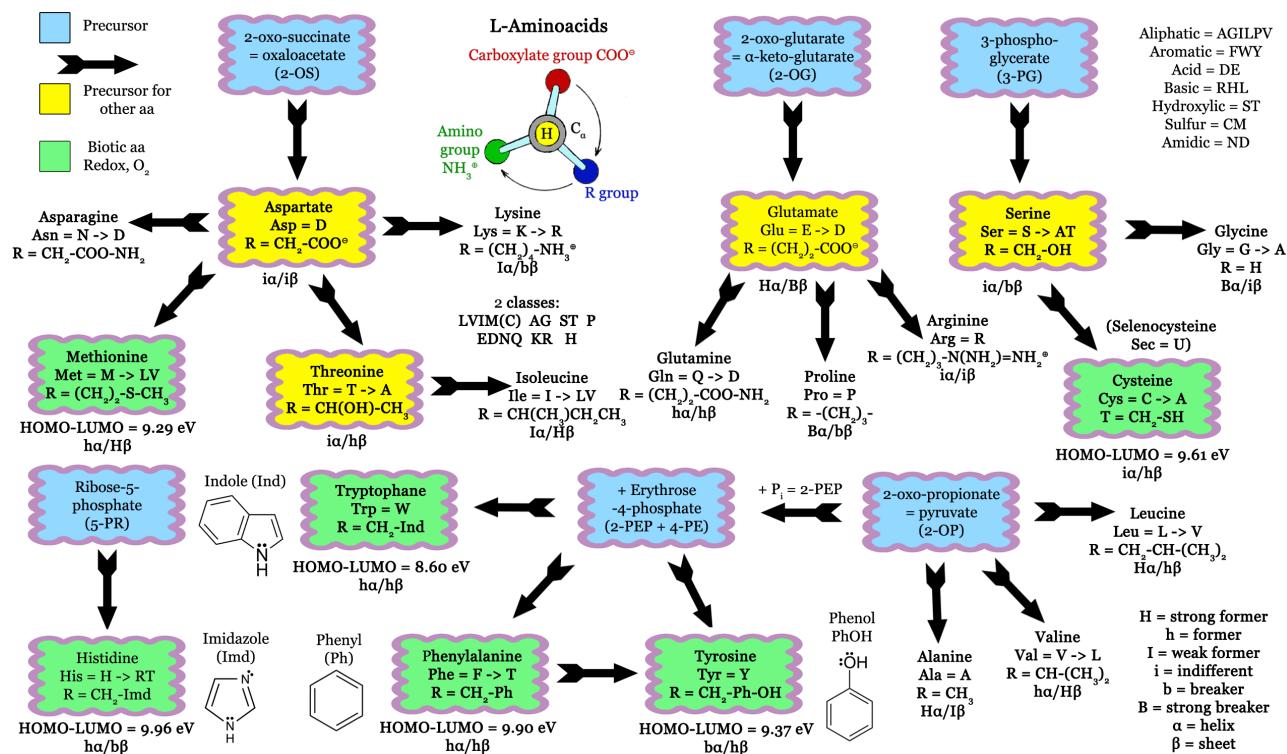 Precursor
Precursor for
other aa
Biotic aa
Redox, O₂
2-oxo-succinate
= oxaloacetate
(2-OS)
L-Aminoacids
Carboxylate group COO⊖
H
Cα
Amino
group
NH₃⊕
R group
2-oxo-glutarate
= α-keto-glutarate
(2-OG)
3-phospho-
glycerate
(3-PG)
Aliphatic = AGILPV
Aromatic = FWY
Acid = DE
Basic = RHL
Hydroxylic = ST
Sulfur = CM
Amidic = ND
Asparagine
Asn = N -> D
R = CH₂-COO-NH₂
Aspartate
Asp = D
R = CH₂-COO⊖
iα/iβ
Lysine
Lys = K -> R
R = (CH₂)₄-NH₃⊕
Iα/bβ
2 classes:
LVIM(C) AG ST P
EDNQ KR H
Glutamate
Glu = E -> D
R = (CH₂)₂-COO⊖
Hα/Bβ
Serine
Ser = S -> AT
R = CH₂-OH
iα/bβ
Glycine
Gly = G -> A
R = H
Bα/iβ
Methionine
Met = M -> LV
R = (CH₂)₂-S-CH₃
HOMO-LUMO = 9.29 eV
hα/Hβ
Threonine
Thr = T -> A
R = CH(OH)-CH₃
iα/hβ
Isoleucine
Ile = I -> LV
R = CH(CH₃)CH₂CH₃
Iα/Hβ
Glutamine
Gln = Q -> D
R = (CH₂)₂-COO-NH₂
hα/hβ
Proline
Pro = P
R = -(CH₂)₃-
Bα/bβ
Arginine
Arg = R
R = (CH₂)₃-N(NH₂)=NH₂⊕
iα/iβ
(Selenocysteine
Sec = U)
Cysteine
Cys = C -> A
T = CH₂-SH
HOMO-LUMO = 9.61 eV
iα/hβ
Ribose-5-
phosphate
(5-PR)
Indole (Ind)
N
H
Tryptophane
Trp = W
R = CH₂-Ind
HOMO-LUMO = 8.60 eV
hα/hβ
+ Erythrose
-4-phosphate
(2-PEP + 4-PE)
+ Pᵢ = 2-PEP
2-oxo-propionate
= pyruvate
(2-OP)
Leucine
Leu = L -> V
R = CH₂-CH-(CH₃)₂
Hα/hβ
Histidine
His = H -> RT
R = CH₂-Imd
HOMO-LUMO = 9.96 eV
hα/bβ
Imidazole
(Imd)
N
N
H
Phenyl
(Ph)
Phenylalanine
Phe = F -> T
R = CH₂-Ph
HOMO-LUMO = 9.90 eV
hα/hβ
Tyrosine
Tyr = Y
R = CH₂-Ph-OH
HOMO-LUMO = 9.37 eV
bα/hβ
Phenol
PhOH
OH
Alanine
Ala = A
R = CH₃
Hα/Iβ
Valine
Val = V -> L
R = CH-(CH₃)₂
hα/Hβ
H = strong former
h = former
I = weak former
i = indifferent
b = breaker
B = strong breaker
α = helix
β = sheet